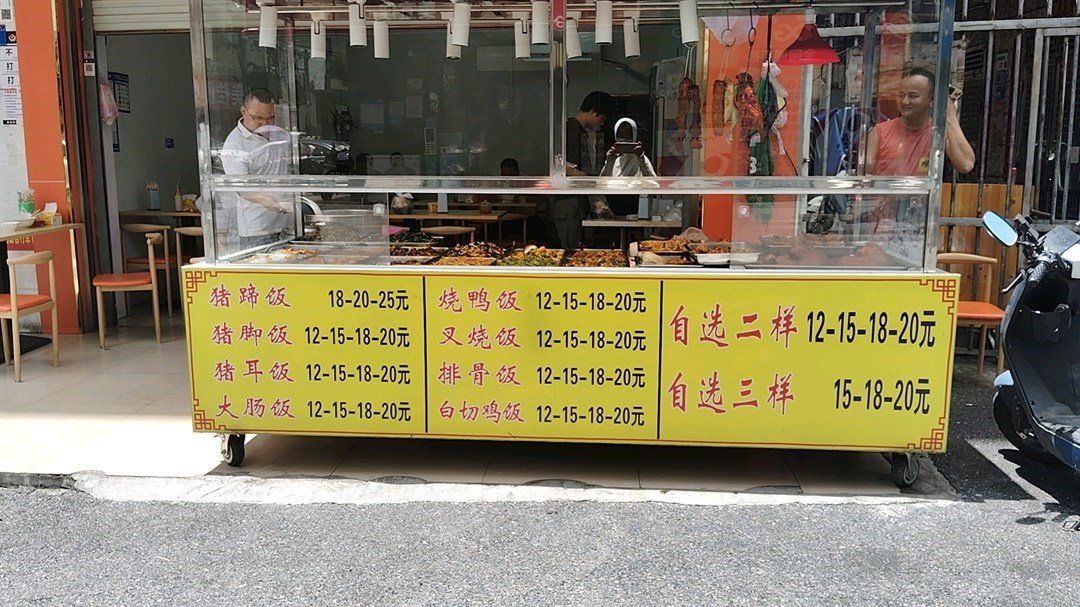 不打
猪蹄饭 18-20-25元
猪脚饭 12-15-18-20元
猪耳饭 12-15-18-20元
大肠饭 12-15-18-20元
烧鸭饭 12-15-18-20元
叉烧饭 12-15-18-20元
排骨饭 12-15-18-20元
白切鸡饭 12-15-18-20元
自选二样 12-15-18-20元
自选三样 15-18-20元